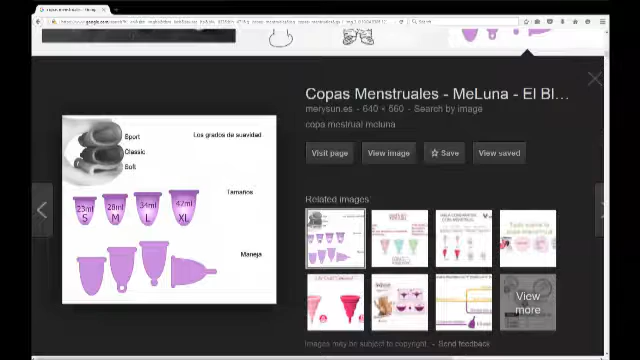 Copas Menstruales - MeLuna - El Bl...
merysun.es - 640 × 560 - Search by image
copa mestrual meluna
Visit page
View image
Save
View saved
Sport
Classic
Soft
Los grados de suavidad
Tamaños
23ml
S
28ml
M
34ml
L
42ml
XL
Maneja
Related images
View more
Images may be subject to copyright. - Send feedback